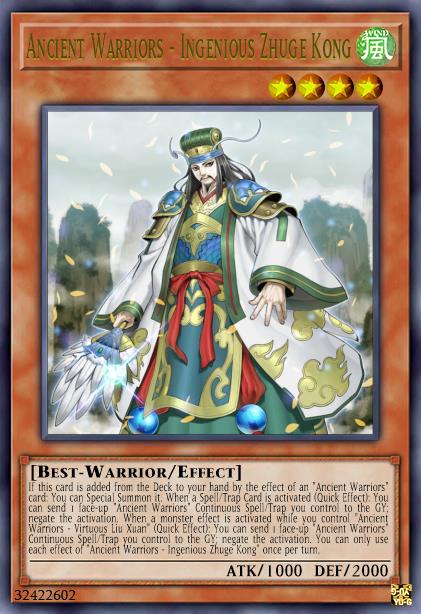 Ancient Warriors - Ingenious Zhuge Kong
WIND
風
[Best-Warrior/Effect]
If this card is added from the Deck to your hand by the effect of an "Ancient Warriors"
card: You can Special Summon it. When a Spell/Trap Card is activated (Quick Effect): You
can send 1 face-up "Ancient Warriors" Continuous Spell/Trap you control to the GY;
negate the activation. When a monster effect is activated while you control "Ancient
Warriors - Virtuous Liu Xuan" (Quick Effect): You can send 1 face-up "Ancient Warriors"
Continuous Spell/Trap you control to the GY; negate the activation. You can only use
each effect of "Ancient Warriors - Ingenious Zhuge Kong" once per turn.
ATK/1000 DEF/2000
32422602